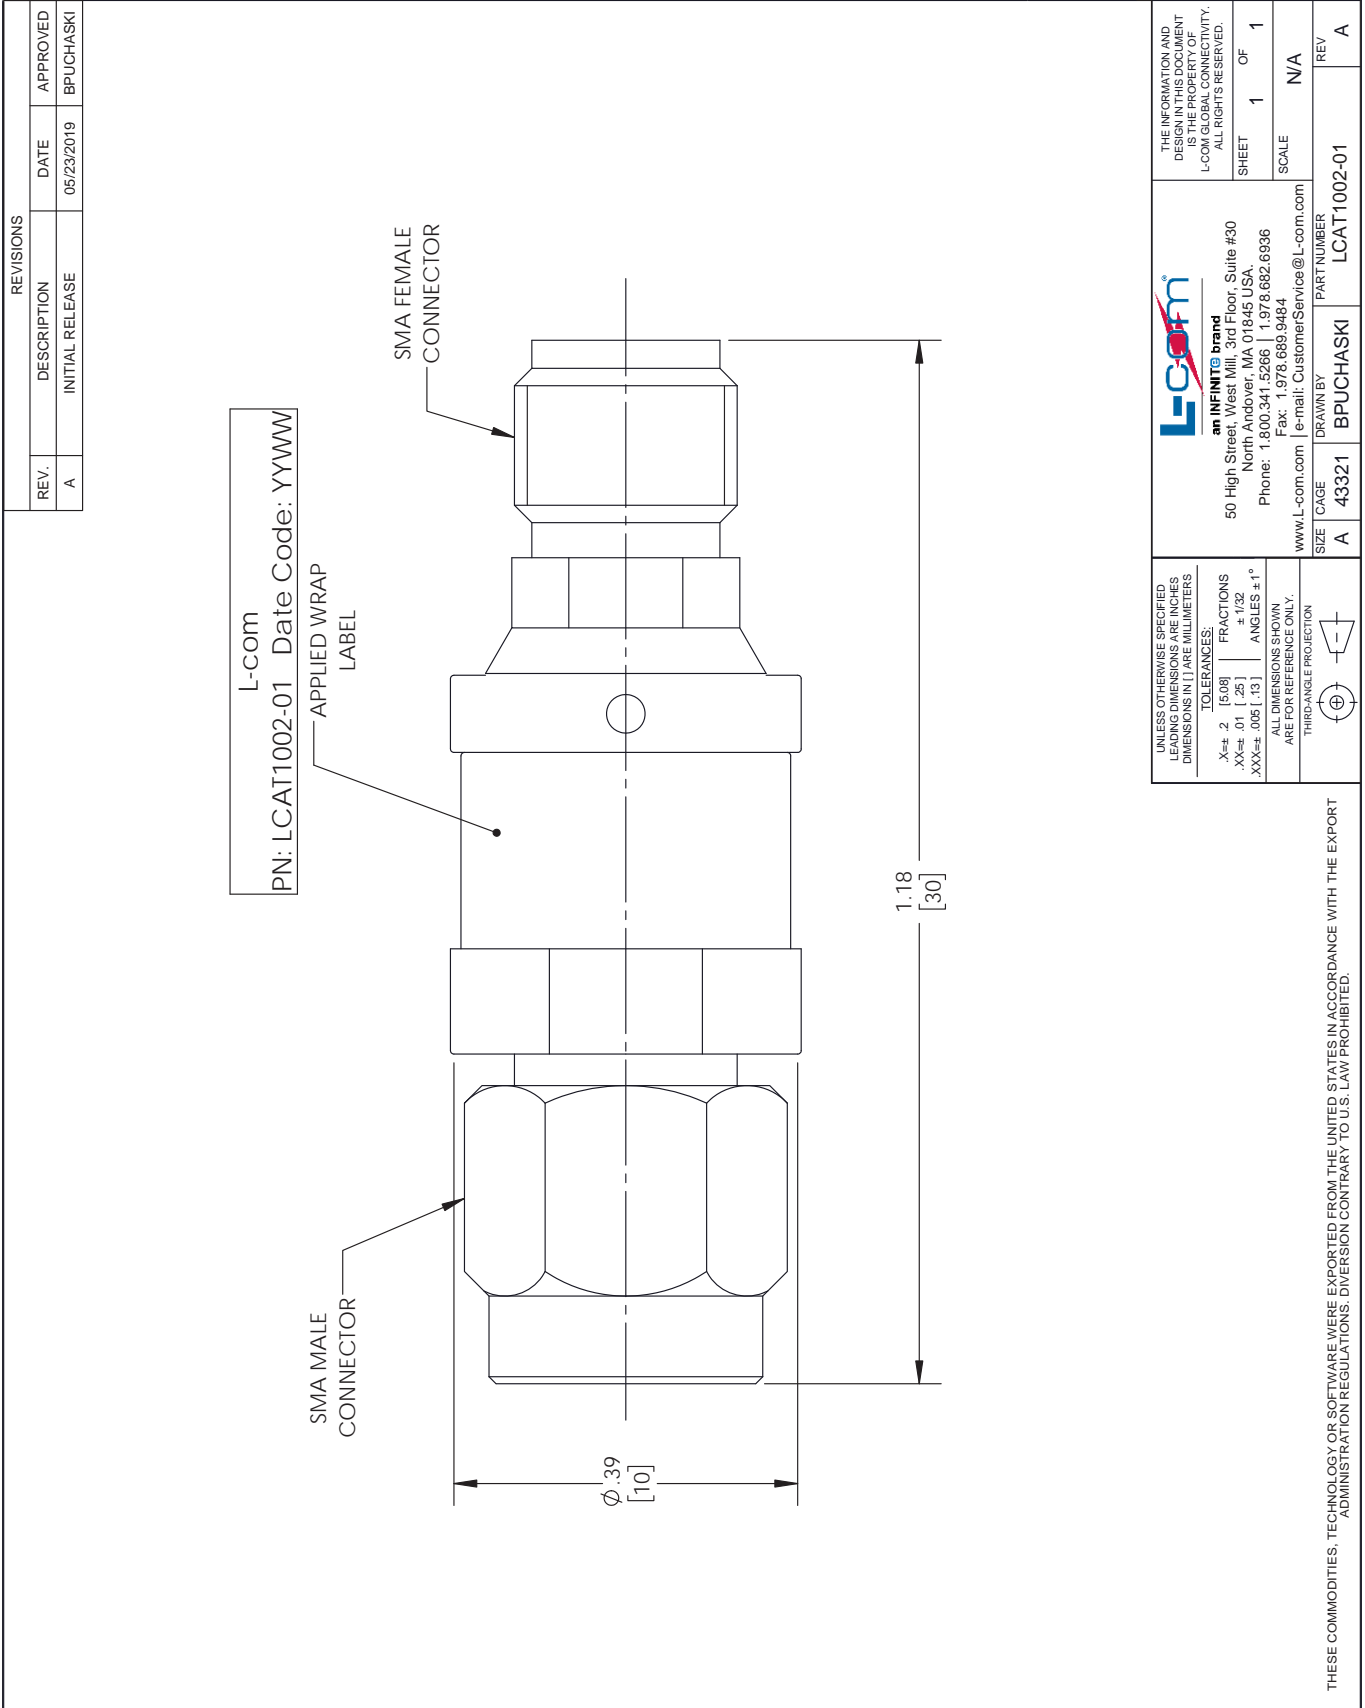 REVISIONS
REV. DESCRIPTION DATE APPROVED
A INITIAL RELEASE 05/23/2019 BPUCHASKI
L-com
PN: LCAT1002-01 Date Code: YYWW
APPLIED WRAP
LABEL
SMA FEMALE
CONNECTOR
SMA MALE
CONNECTOR
1.18
[30]
Ø.39
[10]
UNLESS OTHERWISE SPECIFIED
LEADING DIMENSIONS ARE INCHES
DIMENSIONS IN [ ] ARE MILLIMETERS
TOLERANCES:
.X=± .2 [5.08] FRACTIONS
.XX=± .01 [ .25] ± 1/32
.XXX=± .005 [ .13] ANGLES ± 1°
ALL DIMENSIONS SHOWN
ARE FOR REFERENCE ONLY.
THIRD-ANGLE PROJECTION
L-com®
an INFINIT@ brand
50 High Street, West Mill, 3rd Floor, Suite #30
North Andover, MA 01845 USA.
Phone: 1.800.341.5266 | 1.978.682.6936
Fax: 1.978.689.9484
www.L-com.com | e-mail: CustomerService@L-com.com
THE INFORMATION AND
DESIGN IN THIS DOCUMENT
IS THE PROPERTY OF
L-COM GLOBAL CONNECTIVITY.
ALL RIGHTS RESERVED.
SHEET 1 OF 1
SCALE N/A
SIZE CAGE DRAWN BY PART NUMBER REV
A 43321 BPUCHASKI LCAT1002-01 A
THESE COMMODITIES, TECHNOLOGY OR SOFTWARE WERE EXPORTED FROM THE UNITED STATES IN ACCORDANCE WITH THE EXPORT
ADMINISTRATION REGULATIONS. DIVERSION CONTRARY TO U.S. LAW PROHIBITED.